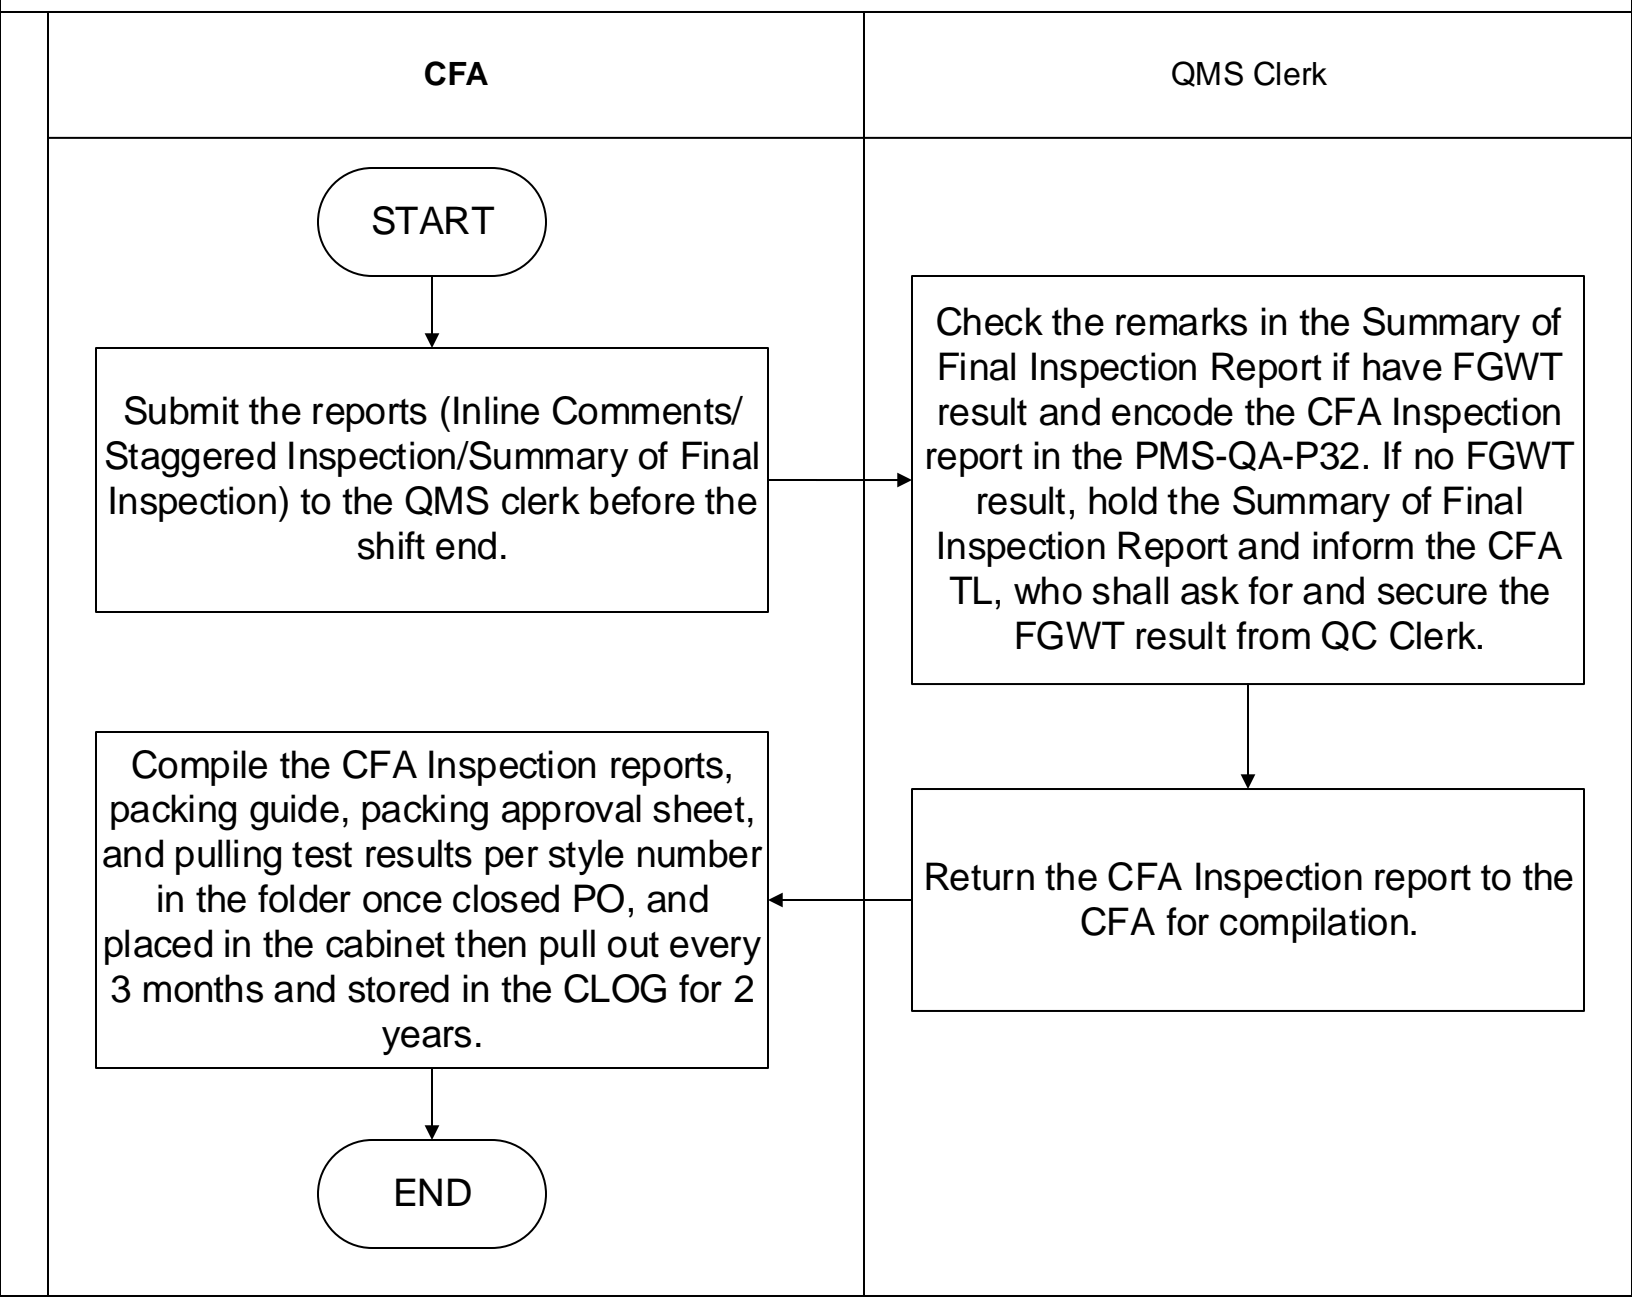 CFA
QMS Clerk
START
Submit the reports (Inline Comments/
Staggered Inspection/Summary of Final
Inspection) to the QMS clerk before the
shift end.
Check the remarks in the Summary of
Final Inspection Report if have FGWT
result and encode the CFA Inspection
report in the PMS-QA-P32. If no FGWT
result, hold the Summary of Final
Inspection Report and inform the CFA
TL, who shall ask for and secure the
FGWT result from QC Clerk.
Return the CFA Inspection report to the
CFA for compilation.
Compile the CFA Inspection reports,
packing guide, packing approval sheet,
and pulling test results per style number
in the folder once closed PO, and
placed in the cabinet then pull out every
3 months and stored in the CLOG for 2
years.
END